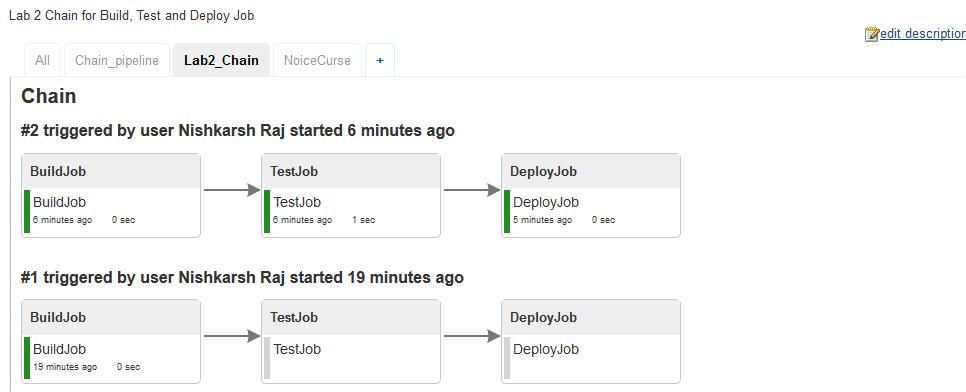 Lab 2 Chain for Build, Test and Deploy Job
edit description
All Chain_pipeline Lab2_Chain NoiceCurse +
Chain
#2 triggered by user Nishkarsh Raj started 6 minutes ago
BuildJob TestJob DeployJob
BuildJob TestJob DeployJob
6 minutes ago 0 sec 6 minutes ago 1 sec 5 minutes ago 0 sec
#1 triggered by user Nishkarsh Raj started 19 minutes ago
BuildJob TestJob DeployJob
BuildJob TestJob DeployJob
19 minutes ago 0 sec